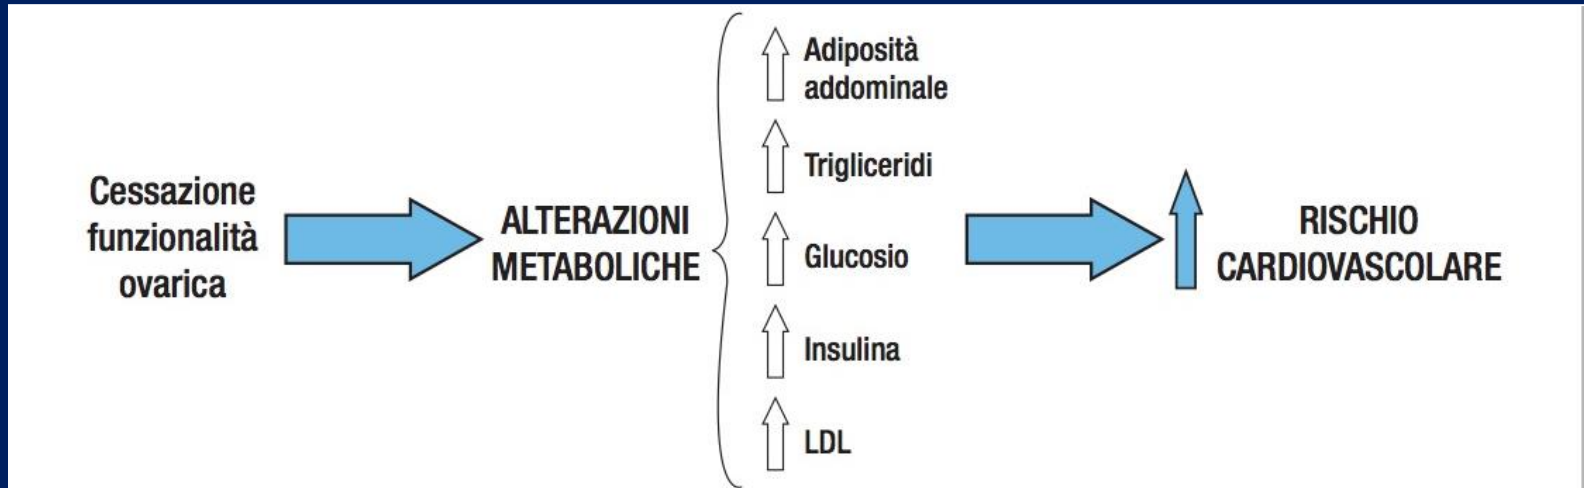 Cessazione
funzionalità
ovarica
ALTERAZIONI
METABOLICHE
Adiposità
addominale
Trigliceridi
Glucosio
Insulina
LDL
RISCHIO
CARDIOVASCOLARE